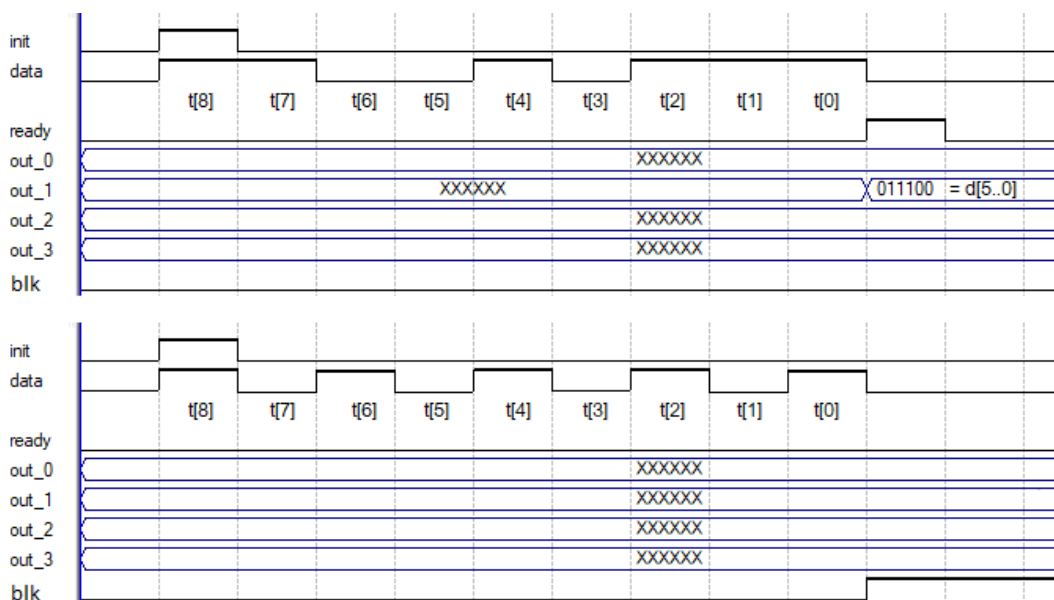 init
data
t[8] t[7] t[6] t[5] t[4] t[3] t[2] t[1] t[0]
ready
out_0 XXXXXX
out_1 XXXXXX 011100 = d[5..0]
out_2 XXXXXX
out_3 XXXXXX
blk
init
data
t[8] t[7] t[6] t[5] t[4] t[3] t[2] t[1] t[0]
ready
out_0 XXXXXX
out_1 XXXXXX
out_2 XXXXXX
out_3 XXXXXX
blk